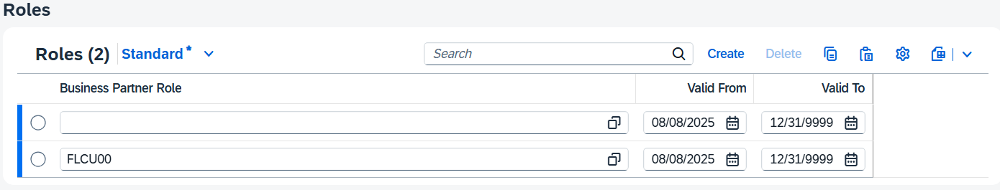 Roles
Roles (2) Standard * Search Create Delete
Business Partner Role Valid From Valid To
08/08/2025 12/31/9999
FLCU00 08/08/2025 12/31/9999